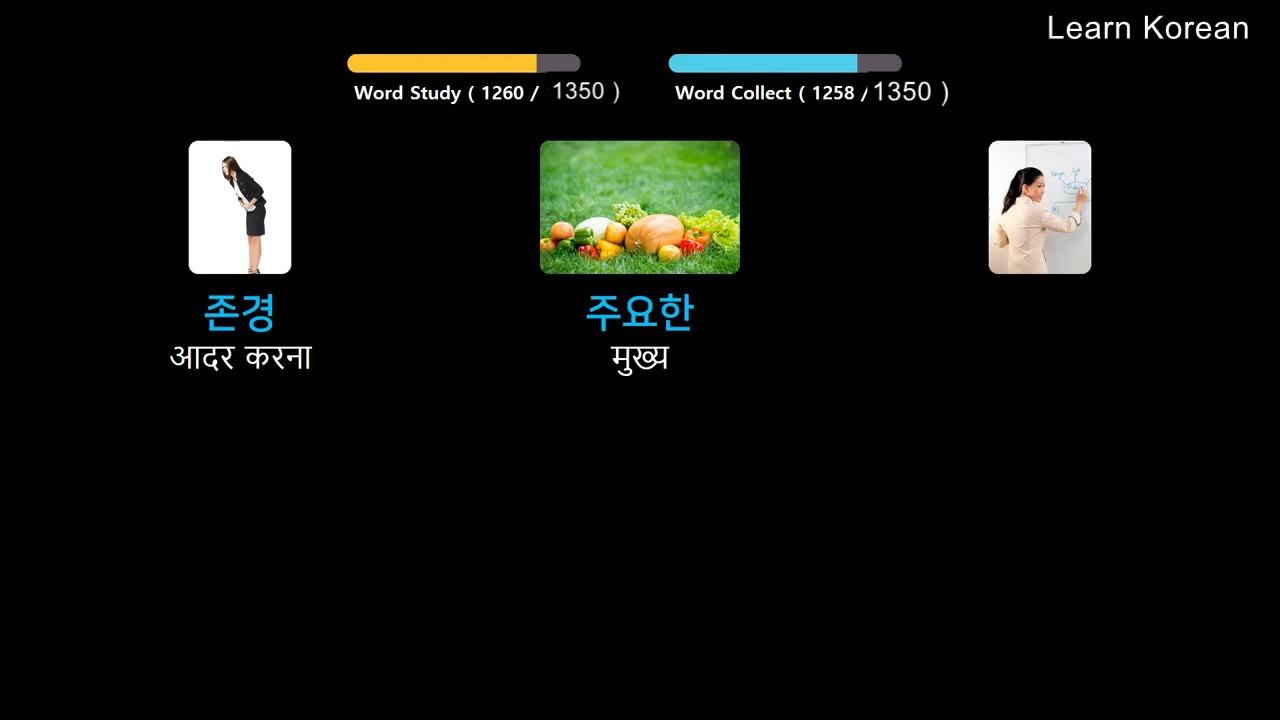 Learn Korean
Word Study ( 1260 / 1350 )
Word Collect ( 1258 / 1350 )
존경
आदर करना
주요한
मुख्य